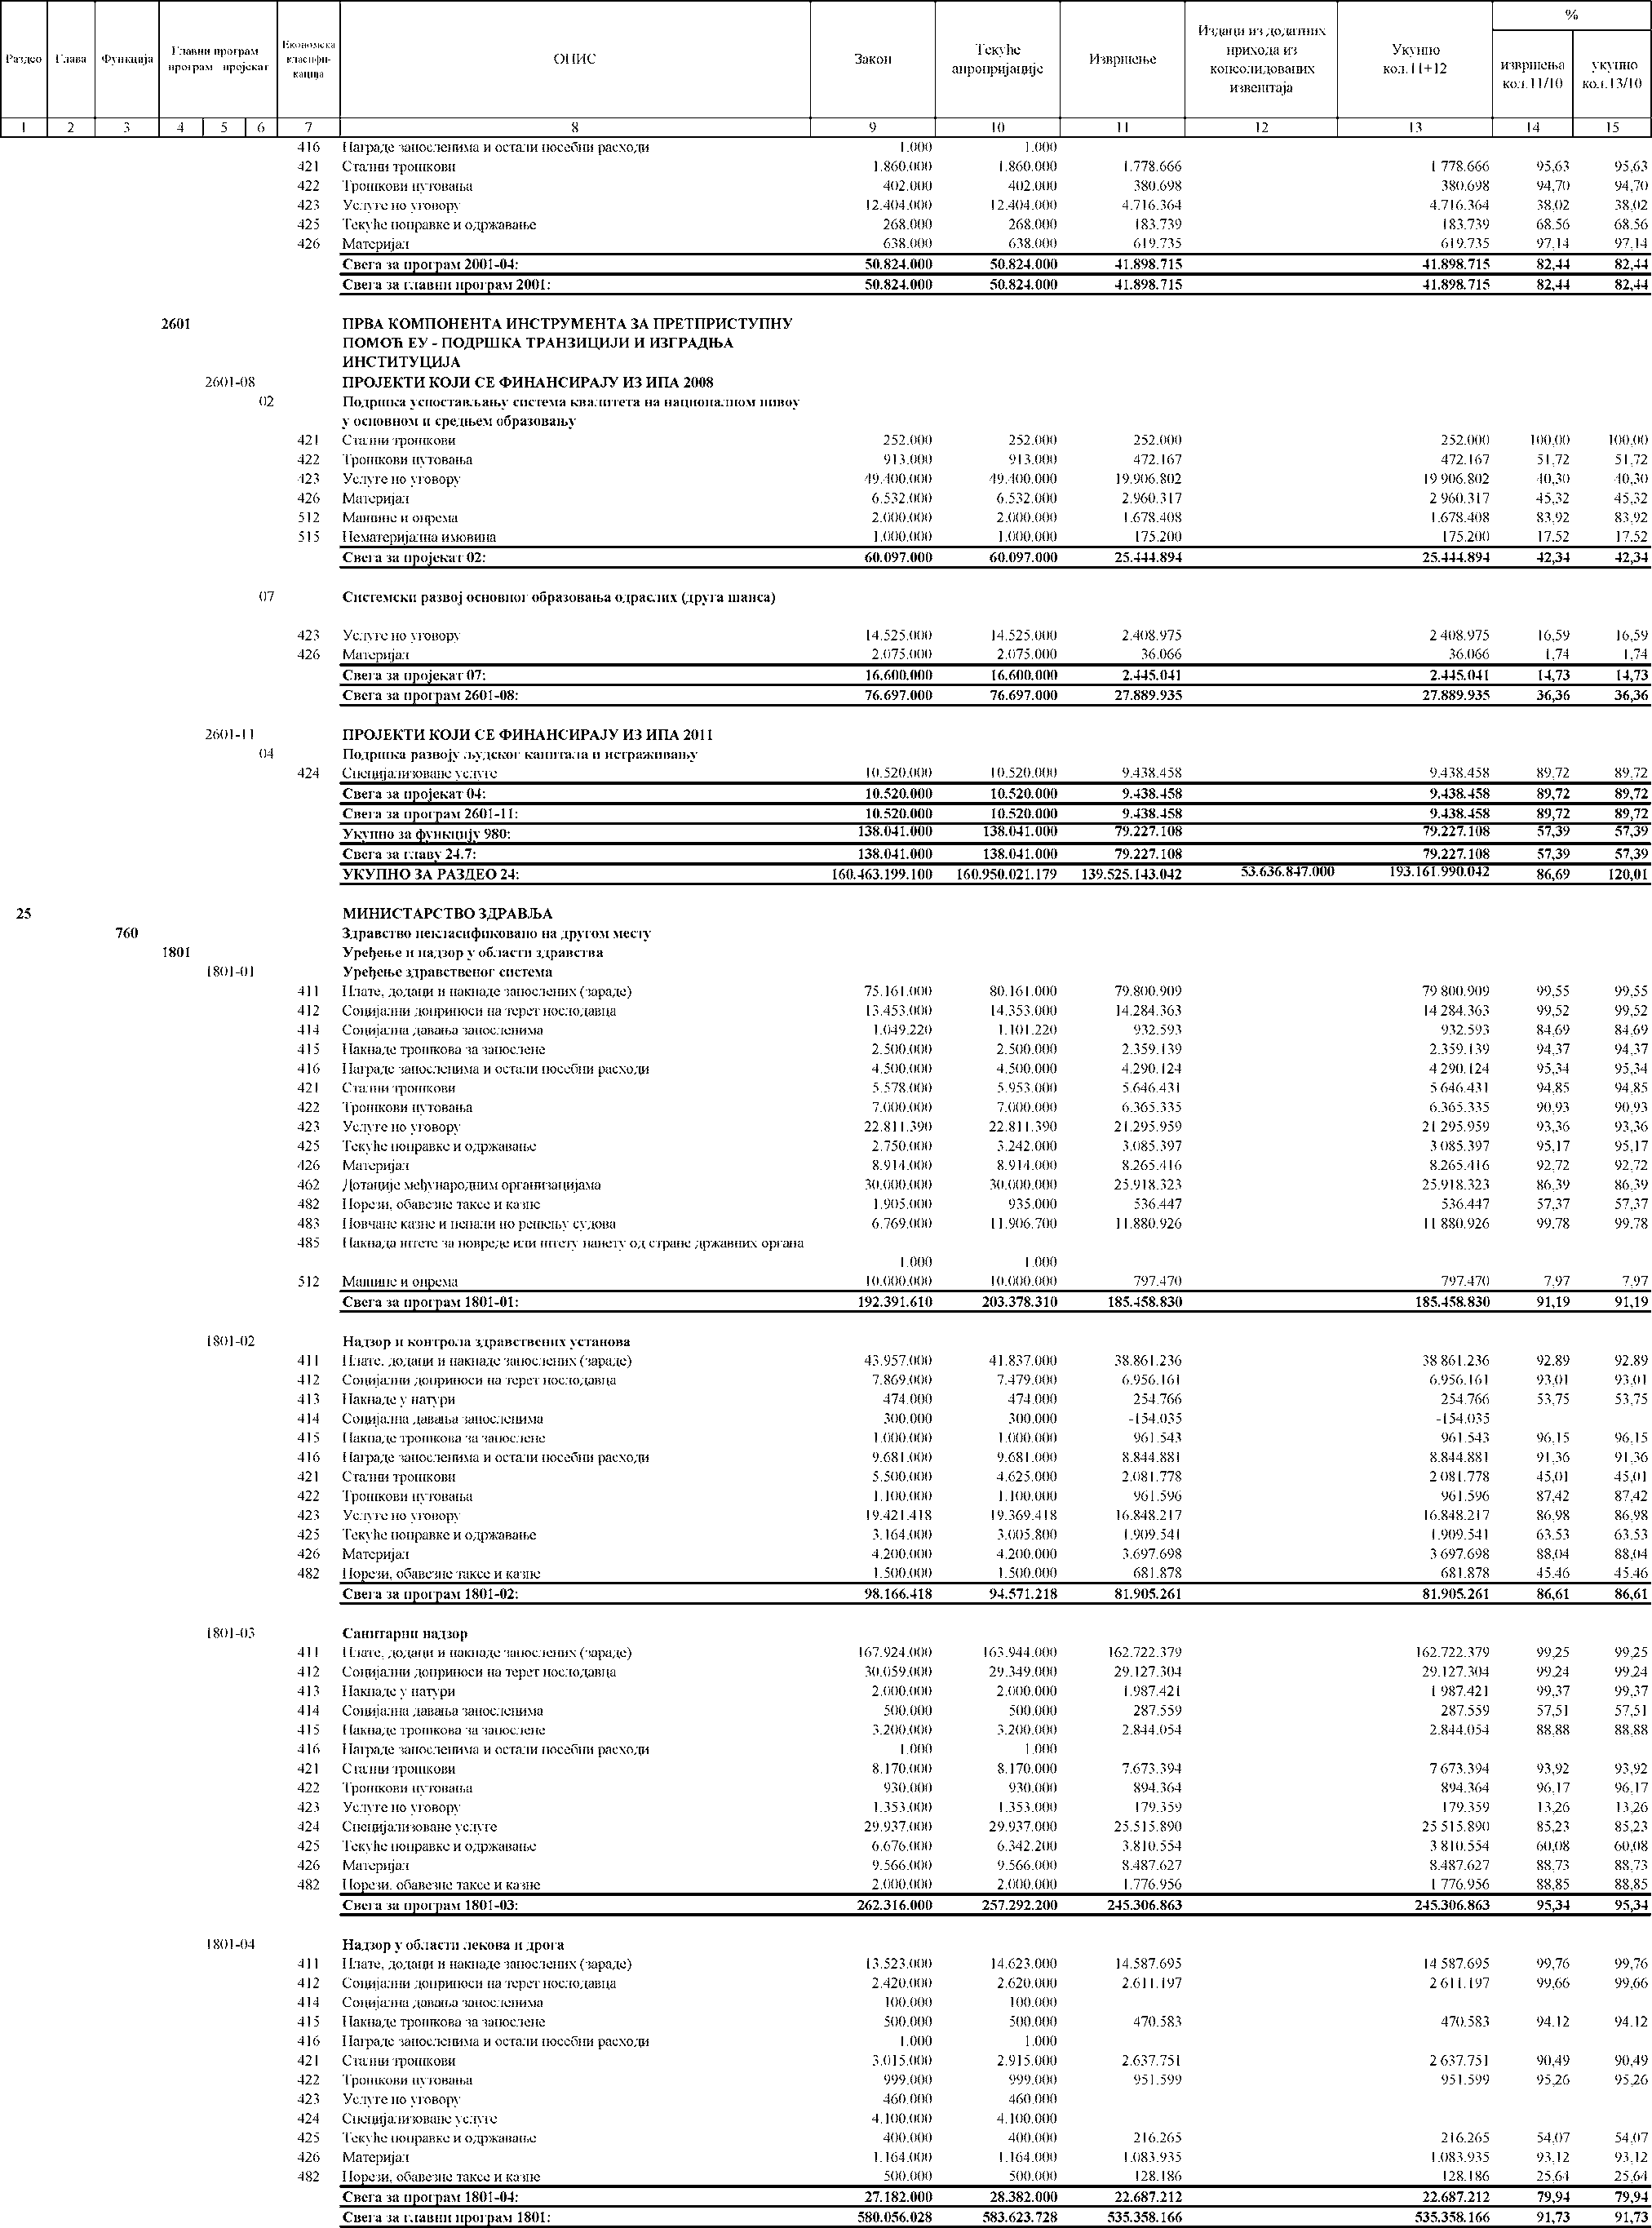 Раздео Глава Функција Главни програм програм пројекат Економска класифи-кација ОПИС Закон Текуће апропријације Извршење Издаци из додатних прихода из консолидованих извештаја Укупно кол.11+12 %
извршења кол.11/10 укупно кол.13/10
1 2 3 4 5 6 7 8 9 10 11 12 13 14 15
416 Награде запосленима и остали посебни расходи 1.000 1.000
421 Стални трошкови 1.860.000 1.860.000 1.778.666 1.778.666 95,63 95,63
422 Трошкови путовања 402.000 402.000 380.698 380.698 94,70 94,70
423 Услуге по уговору 12.404.000 12.404.000 4.716.364 4.716.364 38,02 38,02
425 Текуће поправке и одржавање 268.000 268.000 183.739 183.739 68,56 68,56
426 Материјал 638.000 638.000 619.735 619.735 97,14 97,14
Свега за програм 2001-04: 50.824.000 50.824.000 41.898.715 41.898.715 82,44 82,44
Свега за главни програм 2001: 50.824.000 50.824.000 41.898.715 41.898.715 82,44 82,44
2601 ПРВА КОМПОНЕНТА ИНСТРУМЕНТА ЗА ПРЕТПРИСТУПНУ
ПОМОЋ ЕУ - ПОДРШКА ТРАНЗИЦИЈИ И ИЗГРАДЊА
ИНСТИТУЦИЈА
2601-08 ПРОЈЕКТИ КОЈИ СЕ ФИНАНСИРАЈУ ИЗ ИПА 2008
02 Подршка успостављању система квалитета на националном нивоу
у основном и средњем образовању
421 Стални трошкови 252.000 252.000 252.000 252.000 100,00 100,00
422 Трошкови путовања 913.000 913.000 472.167 472.167 51,72 51,72
423 Услуге по уговору 49.400.000 49.400.000 19.906.802 19.906.802 40,30 40,30
426 Материјал 6.532.000 6.532.000 2.960.317 2.960.317 45,32 45,32
512 Машине и опрема 2.000.000 2.000.000 1.678.408 1.678.408 83,92 83,92
515 Нематеријална имовина 1.000.000 1.000.000 175.200 175.200 17,52 17,52
Свега за пројекат 02: 60.097.000 60.097.000 25.444.894 25.444.894 42,34 42,34
07 Системски развој основног образовања одраслих (друга шанса)
423 Услуге по уговору 14.525.000 14.525.000 2.408.975 2.408.975 16,59 16,59
426 Материјал 2.075.000 2.075.000 36.066 36.066 1,74 1,74
Свега за пројекат 07: 16.600.000 16.600.000 2.445.041 2.445.041 14,73 14,73
Свега за програм 2601-08: 76.697.000 76.697.000 27.889.935 27.889.935 36,36 36,36
2601-11 ПРОЈЕКТИ КОЈИ СЕ ФИНАНСИРАЈУ ИЗ ИПА 2011
04 Подршка развоју људског капитала и истраживању
424 Специјализоване услуге 10.520.000 10.520.000 9.438.458 9.438.458 89,72 89,72
Свега за пројекат 04: 10.520.000 10.520.000 9.438.458 9.438.458 89,72 89,72
Свега за програм 2601-11: 10.520.000 10.520.000 9.438.458 9.438.458 89,72 89,72
Укупно за функцију 980: 138.041.000 138.041.000 79.227.108 79.227.108 57,39 57,39
Свега за главу 24.7: 138.041.000 138.041.000 79.227.108 79.227.108 57,39 57,39
УКУПНО ЗА РАЗДЕО 24: 160.463.199.100 160.950.021.179 139.525.143.042 53.636.847.000 193.161.990.042 86,69 120,01
25 МИНИСТАРСТВО ЗДРАВЉА
760 Здравство некласификовано на другом месту
1801 Уређење и надзор у области здравства
1801-01 Уређење здравственог система
411 Плате, додаци и накнаде запослених (зараде) 75.161.000 80.161.000 79.800.909 79.800.909 99,55 99,55
412 Социјални доприноси на терет послодавца 13.453.000 14.353.000 14.284.363 14.284.363 99,52 99,52
414 Социјална давања запосленима 1.049.220 1.101.220 932.593 932.593 84,69 84,69
415 Накнаде трошкова за запослене 2.500.000 2.500.000 2.359.139 2.359.139 94,37 94,37
416 Награде запосленима и остали посебни расходи 4.500.000 4.500.000 4.290.124 4.290.124 95,34 95,34
421 Стални трошкови 5.578.000 5.953.000 5.646.431 5.646.431 94,85 94,85
422 Трошкови путовања 7.000.000 7.000.000 6.365.335 6.365.335 90,93 90,93
423 Услуге по уговору 22.811.390 22.811.390 21.295.959 21.295.959 93,36 93,36
425 Текуће поправке и одржавање 2.750.000 3.242.000 3.085.397 3.085.397 95,17 95,17
426 Материјал 8.914.000 8.914.000 8.265.416 8.265.416 92,72 92,72
462 Дотације међународним организацијама 30.000.000 30.000.000 25.918.323 25.918.323 86,39 86,39
482 Порези, обавезне таксе и казне 1.905.000 935.000 536.447 536.447 57,37 57,37
483 Новчане казне и пенали по решењу судова 6.769.000 11.906.700 11.880.926 11.880.926 99,78 99,78
485 Накнада штете за повреде или штету нанету од стране државних органа
1.000 1.000
512 Машине и опрема 10.000.000 10.000.000 797.470 797.470 7,97 7,97
Свега за програм 1801-01: 192.391.610 203.378.310 185.458.830 185.458.830 91,19 91,19
1801-02 Надзор и контрола здравствених установа
411 Плате, додаци и накнаде запослених (зараде) 43.957.000 41.837.000 38.861.236 38.861.236 92,89 92,89
412 Социјални доприноси на терет послодавца 7.869.000 7.479.000 6.956.161 6.956.161 93,01 93,01
413 Накнаде у натури 474.000 474.000 254.766 254.766 53,75 53,75
414 Социјална давања запосленима 300.000 300.000 -154.035 -154.035
415 Накнаде трошкова за запослене 1.000.000 1.000.000 961.543 961.543 96,15 96,15
416 Награде запосленима и остали посебни расходи 9.681.000 9.681.000 8.844.881 8.844.881 91,36 91,36
421 Стални трошкови 5.500.000 4.625.000 2.081.778 2.081.778 45,01 45,01
422 Трошкови путовања 1.100.000 1.100.000 961.596 961.596 87,42 87,42
423 Услуге по уговору 19.421.418 19.369.418 16.848.217 16.848.217 86,98 86,98
425 Текуће поправке и одржавање 3.164.000 3.005.800 1.909.541 1.909.541 63,53 63,53
426 Материјал 4.200.000 4.200.000 3.697.698 3.697.698 88,04 88,04
482 Порези, обавезне таксе и казне 1.500.000 1.500.000 681.878 681.878 45,46 45,46
Свега за програм 1801-02: 98.166.418 94.571.218 81.905.261 81.905.261 86,61 86,61
1801-03 Санитарни надзор
411 Плате, додаци и накнаде запослених (зараде) 167.924.000 163.944.000 162.722.379 162.722.379 99,25 99,25
412 Социјални доприноси на терет послодавца 30.059.000 29.349.000 29.127.304 29.127.304 99,24 99,24
413 Накнаде у натури 2.000.000 2.000.000 1.987.421 1.987.421 99,37 99,37
414 Социјална давања запосленима 500.000 500.000 287.559 287.559 57,51 57,51
415 Накнаде трошкова за запослене 3.200.000 3.200.000 2.844.054 2.844.054 88,88 88,88
416 Награде запосленима и остали посебни расходи 1.000 1.000
421 Стални трошкови 8.170.000 8.170.000 7.673.394 7.673.394 93,92 93,92
422 Трошкови путовања 930.000 930.000 894.364 894.364 96,17 96,17
423 Услуге по уговору 1.353.000 1.353.000 179.359 179.359 13,26 13,26
424 Специјализоване услуге 29.937.000 29.937.000 25.515.890 25.515.890 85,23 85,23
425 Текуће поправке и одржавање 6.676.000 6.342.200 3.810.554 3.810.554 60,08 60,08
426 Материјал 9.566.000 9.566.000 8.487.627 8.487.627 88,73 88,73
482 Порези, обавезне таксе и казне 2.000.000 2.000.000 1.776.956 1.776.956 88,85 88,85
Свега за програм 1801-03: 262.316.000 257.292.200 245.306.863 245.306.863 95,34 95,34
1801-04 Надзор у области лекова и дрога
411 Плате, додаци и накнаде запослених (зараде) 13.523.000 14.623.000 14.587.695 14.587.695 99,76 99,76
412 Социјални доприноси на терет послодавца 2.420.000 2.620.000 2.611.197 2.611.197 99,66 99,66
414 Социјална давања запосленима 100.000 100.000
415 Накнаде трошкова за запослене 500.000 500.000 470.583 470.583 94,12 94,12
416 Награде запосленима и остали посебни расходи 1.000 1.000
421 Стални трошкови 3.015.000 2.915.000 2.637.751 2.637.751 90,49 90,49
422 Трошкови путовања 999.000 999.000 951.599 951.599 95,26 95,26
423 Услуге по уговору 460.000 460.000
424 Специјализоване услуге 4.100.000 4.100.000
425 Текуће поправке и одржавање 400.000 400.000 216.265 216.265 54,07 54,07
426 Материјал 1.164.000 1.164.000 1.083.935 1.083.935 93,12 93,12
482 Порези, обавезне таксе и казне 500.000 500.000 128.186 128.186 25,64 25,64
Свега за програм 1801-04: 27.182.000 28.382.000 22.687.212 22.687.212 79,94 79,94
Свега за главни програм 1801: 580.056.028 583.623.728 535.358.166 535.358.166 91,73 91,73